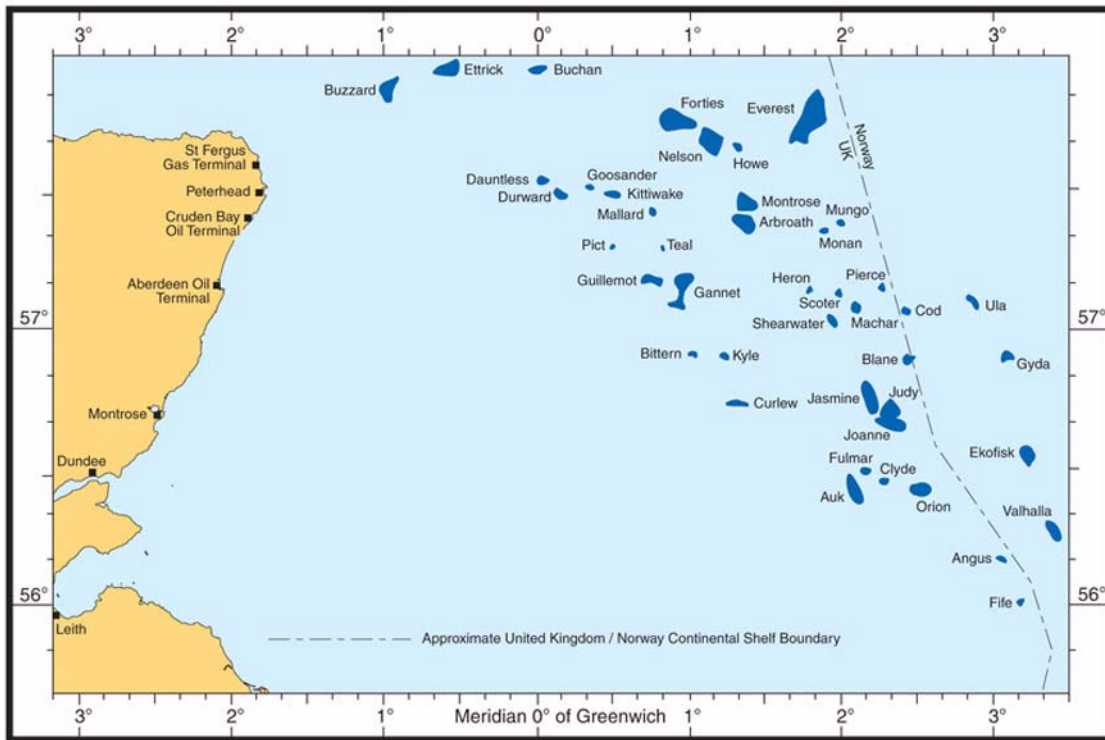 3°
2°
1°
0°
1°
2°
3°
Ettrick
Buchan
Buzzard
Forties
Everest
Norway
UK
Nelson
Howe
St Fergus
Gas Terminal
Peterhead
Cruden Bay
Oil Terminal
Aberdeen Oil
Terminal
Dauntless
Goosander
Durward
Kittiwake
Mallard
Montrose
Arbroath
Mungo
Monan
Pict
Teal
Guillemot
Gannet
Heron
Pierce
Scoter
Shearwater
Machar
Cod
Ula
57°
57°
Bittern
Kyle
Blane
Gyda
Curlew
Jasmine
Judy
Joanne
Montrose
Dundee
Fulmar
Clyde
Auk
Orion
Ekofisk
Valhalla
Angus
Fife
56°
56°
Leith
Approximate United Kingdom / Norway Continental Shelf Boundary
3°
2°
1°
Meridian 0° of Greenwich
1°
2°
3°